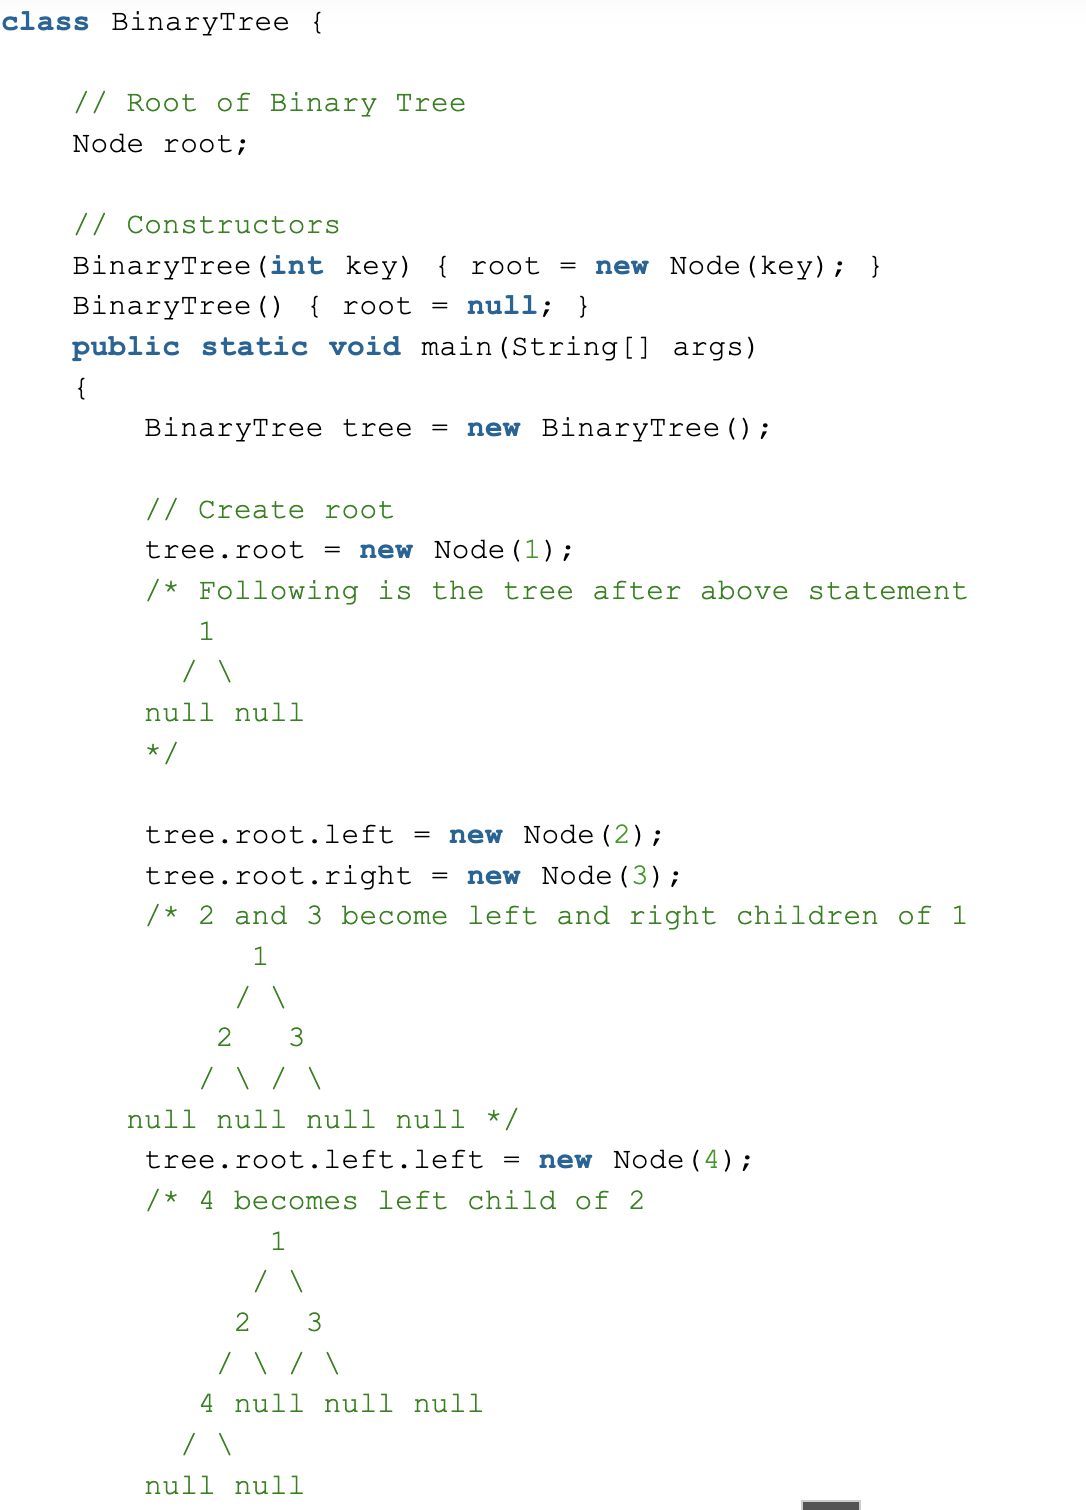 class BinaryTree {
    // Root of Binary Tree
    Node root;
    // Constructors
    BinaryTree(int key) { root = new Node(key); }
    BinaryTree() { root = null; }
    public static void main(String[] args)
    {
        BinaryTree tree = new BinaryTree();
        // Create root
        tree.root = new Node(1);
        /* Following is the tree after above statement
           1
          / \
        null null
        */
        tree.root.left = new Node(2);
        tree.root.right = new Node(3);
        /* 2 and 3 become left and right children of 1
              1
             / \
            2   3
           / \ / \
       null null null null */
        tree.root.left.left = new Node(4);
        /* 4 becomes left child of 2
               1
              / \
             2   3
            / \ / \
           4 null null null
          / \
        null null